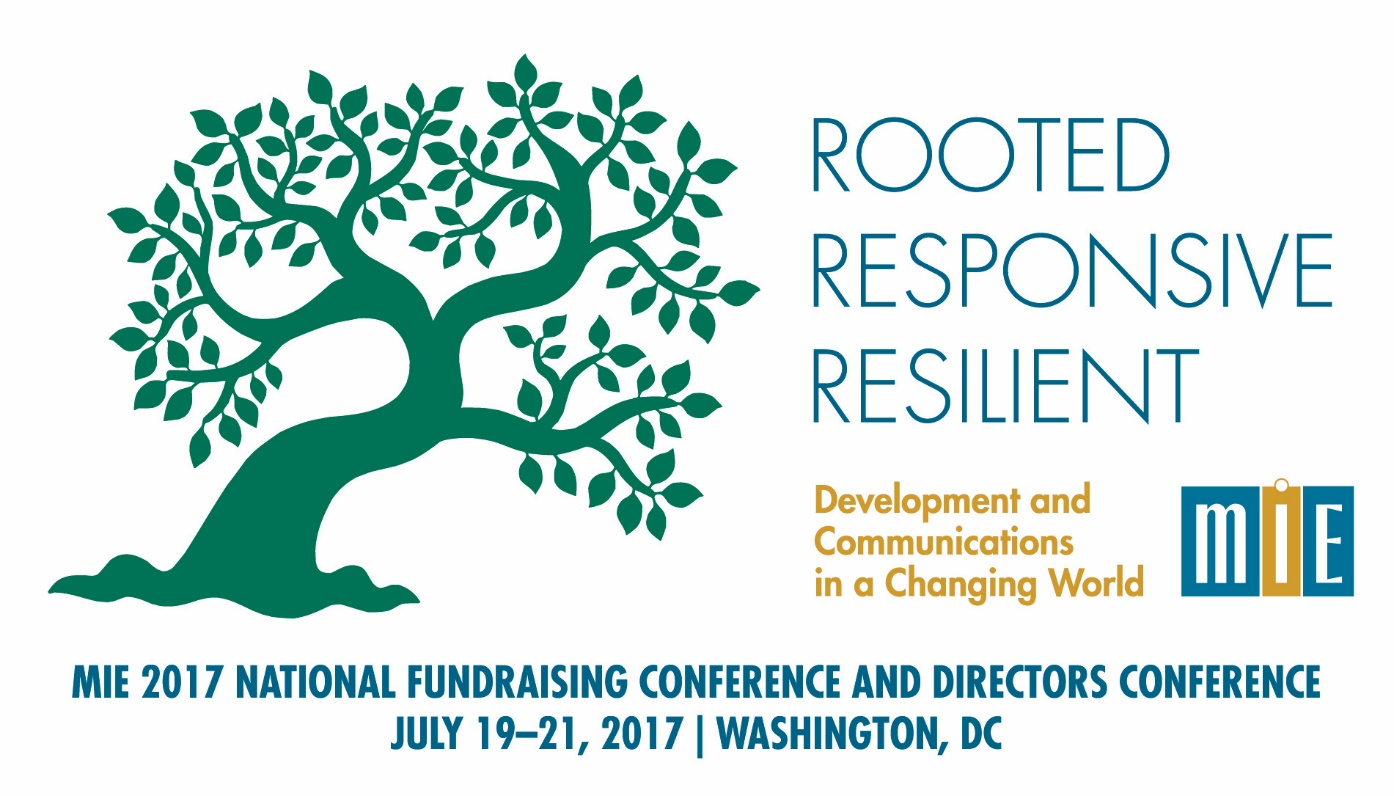 ROOTED
RESPONSIVE
RESILIENT
Development and
Communications
in a Changing World
miE
MIE 2017 NATIONAL FUNDRAISING CONFERENCE AND DIRECTORS CONFERENCE
JULY 19–21, 2017 | WASHINGTON, DC